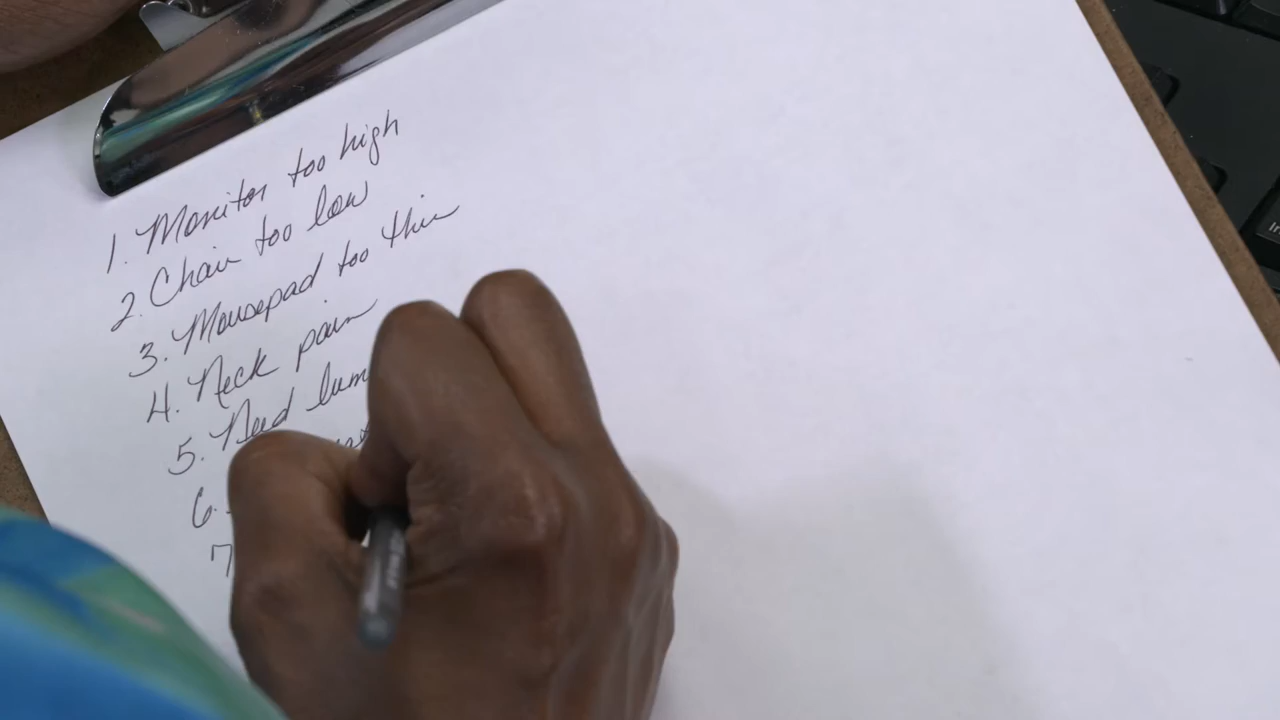 1. Monitor too high
2. Chair too low
3. Mousepad too thin
4. Neck pain
5. Need
6.
7